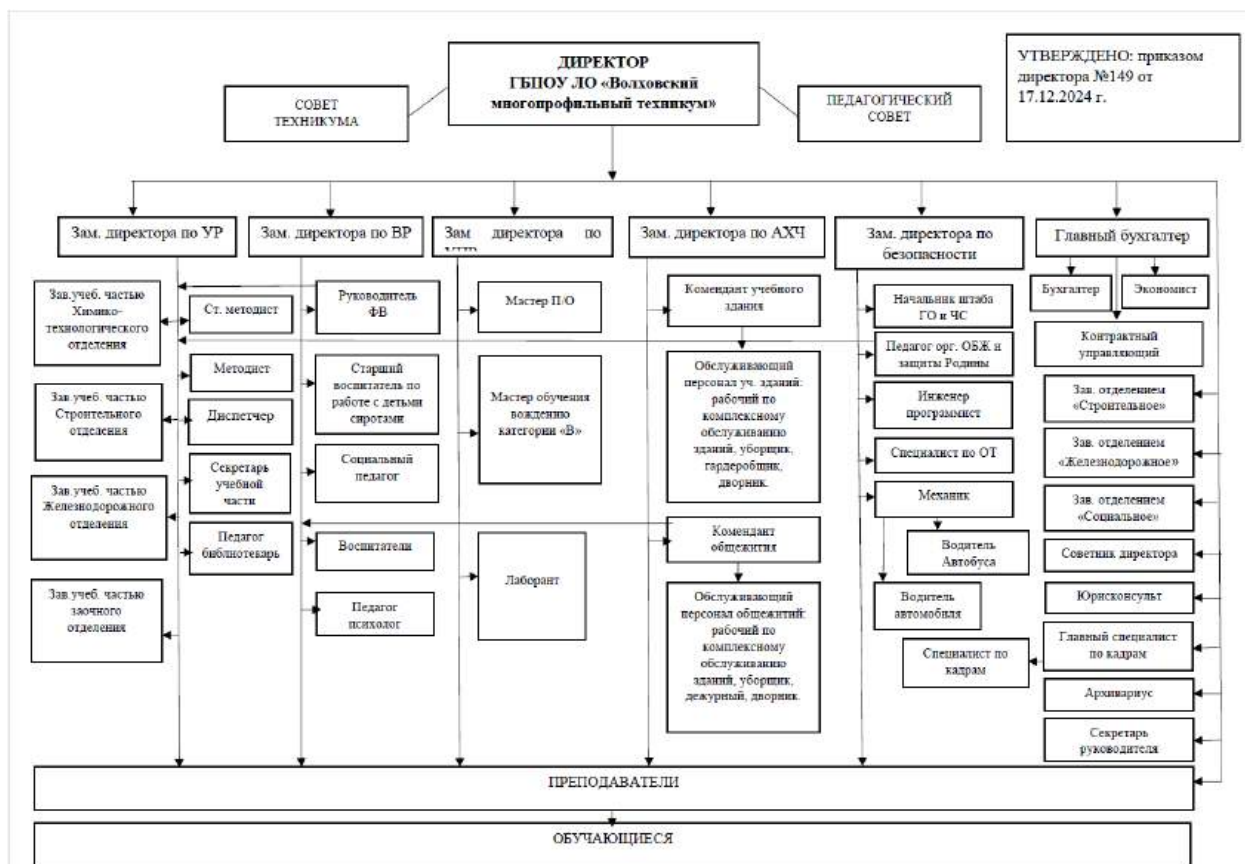 ДИРЕКТОР
ГБПОУ ЛО «Волховский
многопрофильный техникум»
УТВЕРЖДЕНО: приказом
директора №149 от
17.12.2024 г.
СОВЕТ
ТЕХНИКУМА
ПЕДАГОГИЧЕСКИЙ
СОВЕТ
Зам. директора по УР
Зам. директора по ВР
Зам директора по
Зам. директора по АХЧ
Зам. директора по
безопасности
Главный бухгалтер
Зав.учеб. частью
Химико-
технологического
отделения
Зав.учеб. частью
Строительного
отделения
Зав.учеб. частью
Железнодорожного
отделения
Зав.учеб. частью
заочного
отделения
Ст. методист
Методист
Диспетчер
Секретарь
учебной
части
Педагог
библиотекарь
Руководитель
ФВ
Старший
воспитатель по
работе с детьми
сиротами
Социальный
педагог
Воспитатели
Педагог
психолог
Мастер П/О
Мастер обучения
вождению
категории «В»
Лаборант
Комендант учебного
здания
Обслуживающий
персонал уч. зданий:
рабочий по
комплексному
обслуживанию
зданий, уборщик,
гардеробщик,
дворник.
Комендант
общежития
Обслуживающий
персонал общежитий:
рабочий по
комплексному
обслуживанию
зданий, уборщик,
дежурный, дворник.
Начальник штаба
ГО и ЧС
Педагог орг. ОБЖ и
защиты Родины
Инженер
программист
Специалист по ОТ
Механик
Водитель
Автобуса
Водитель
автомобиля
Специалист по
кадрам
Бухгалтер
Экономист
Контрактный
управляющий
Зав. отделением
«Строительное»
Зав. отделением
«Железнодорожное»
Зав. отделением
«Социальное»
Советник директора
Юрисконсульт
Главный специалист
по кадрам
Архивариус
Секретарь
руководителя
ПРЕПОДАВАТЕЛИ
ОБУЧАЮЩИЕСЯ